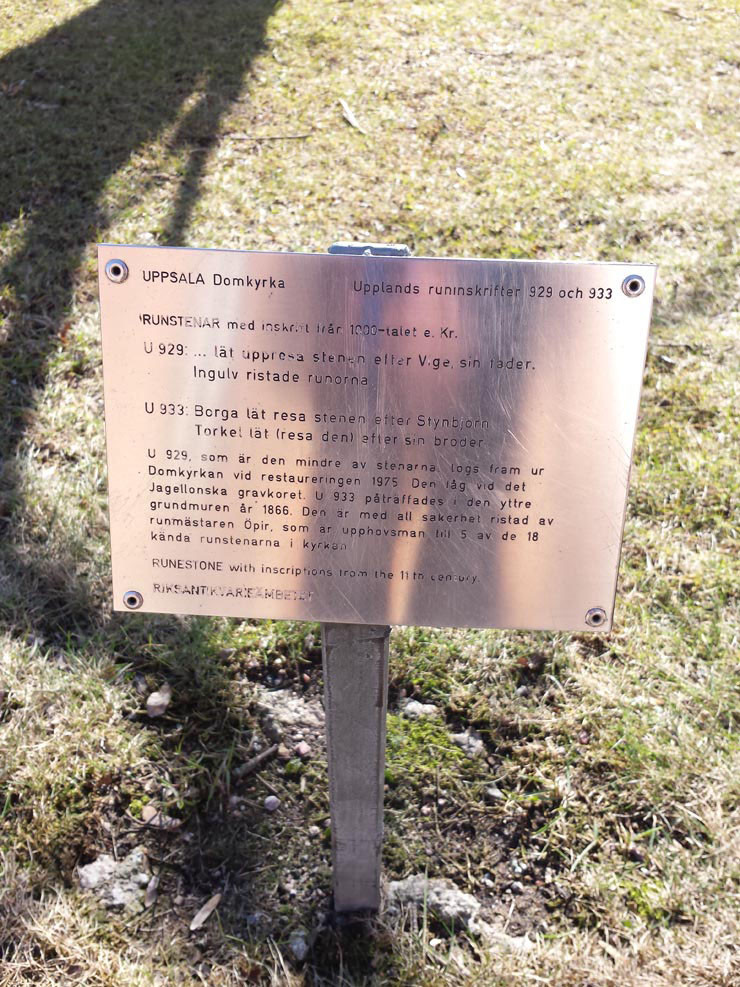 UPPSALA Domkyrka Upplands runinskrifter 929 och 933
RUNSTENAR med inskrift från 1000-talet e. Kr.
U 929: ... lät uppresa stenen efter Vige, sin fader.
Ingulv ristade runorna.
U 933: Borga lät resa stenen efter Stynbjörn.
Torkel lät (resa den) efter sin broder.
U 929, som är den mindre av stenarna, togs fram ur
Domkyrkan vid restaureringen 1975. Den låg vid det
Jagellonska gravkoret. U 933 påträffades i den yttre
grundmuren år 1866. Den är med all säkerhet ristad av
runmästaren Öpir, som är upphovsman till 5 av de 18
kända runstenarna i kyrkan.
RUNESTONE with inscriptions from the 11th century.
RIKSANTIKVARIEÄMBETET